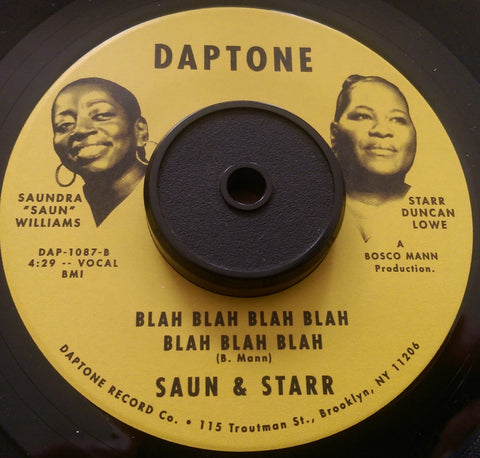 DAPTONE
SAUNDRA
"SAUN"
WILLIAMS
STARR
DUNCAN
LOWE
DAP-1087-B
4:29 -- VOCAL
BMI
A
BOSCO MANN
Production.
BLAH BLAH BLAH BLAH
BLAH BLAH BLAH
(B. Mann)
SAUN & STARR
DAPTONE RECORD Co. • 115 Troutman St., Brooklyn, NY 11206